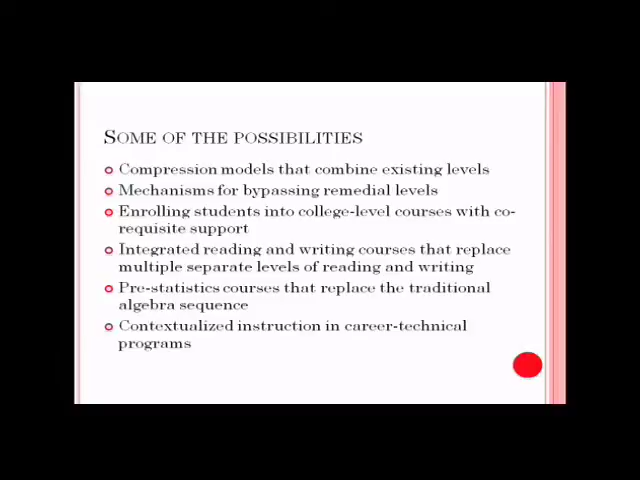 SOME OF THE POSSIBILITIES
Compression models that combine existing levels
Mechanisms for bypassing remedial levels
Enrolling students into college-level courses with co-
requisite support
Integrated reading and writing courses that replace
multiple separate levels of reading and writing
Pre-statistics courses that replace the traditional
algebra sequence
Contextualized instruction in career-technical
programs